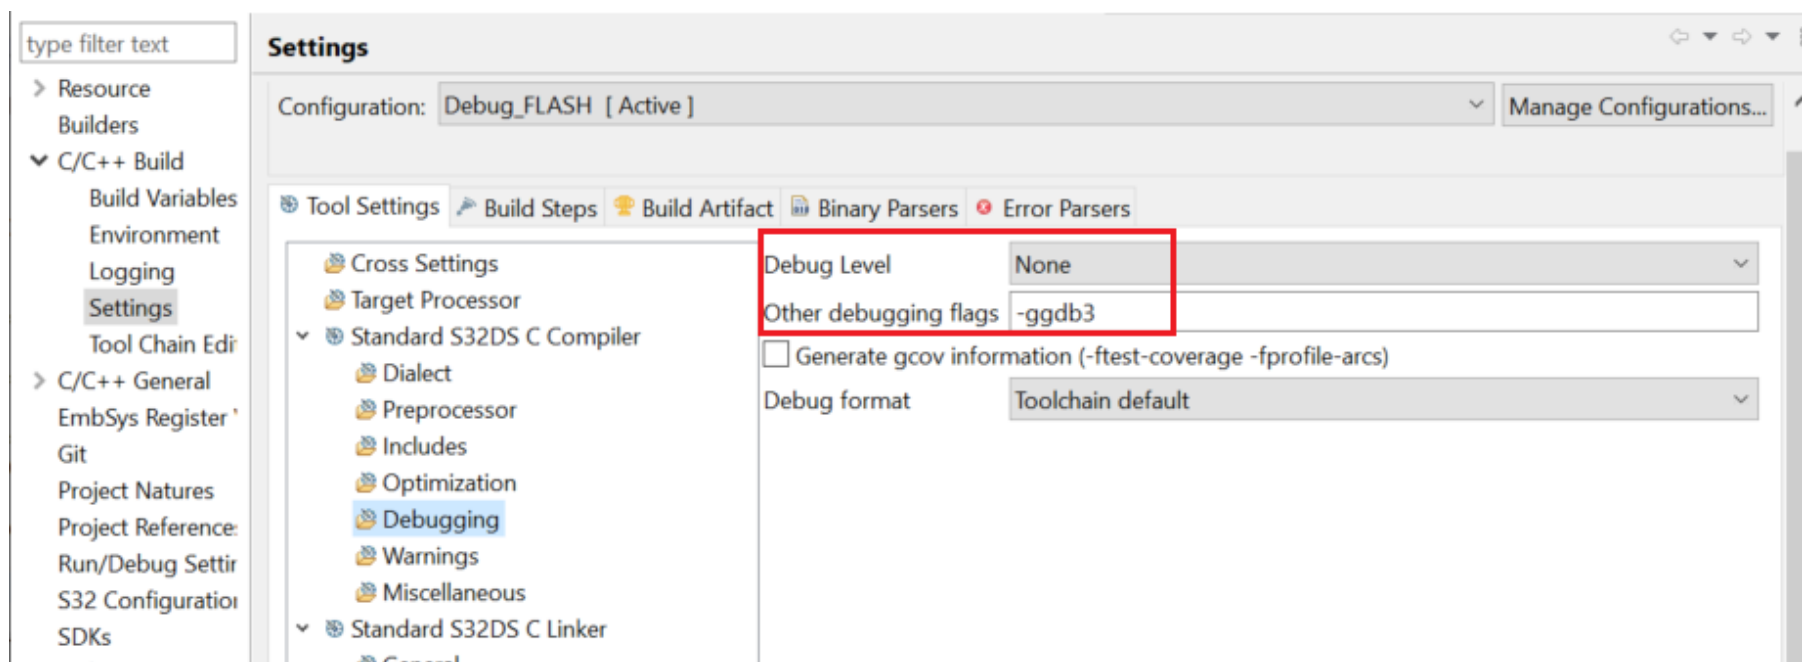 type filter text
Resource
Builders
C/C++ Build
Build Variables
Environment
Logging
Settings
Tool Chain Edi
C/C++ General
EmbSys Register
Git
Project Natures
Project Reference
Run/Debug Settin
S32 Configuration
SDKs
Settings
Configuration: Debug_FLASH [ Active ] Manage Configurations...
Tool Settings Build Steps Build Artifact Binary Parsers Error Parsers
Cross Settings
Target Processor
Standard S32DS C Compiler
Dialect
Preprocessor
Includes
Optimization
Debugging
Warnings
Miscellaneous
Standard S32DS C Linker
General
Debug Level None
Other debugging flags -ggdb3
Generate gcov information (-ftest-coverage -fprofile-arcs)
Debug format Toolchain default